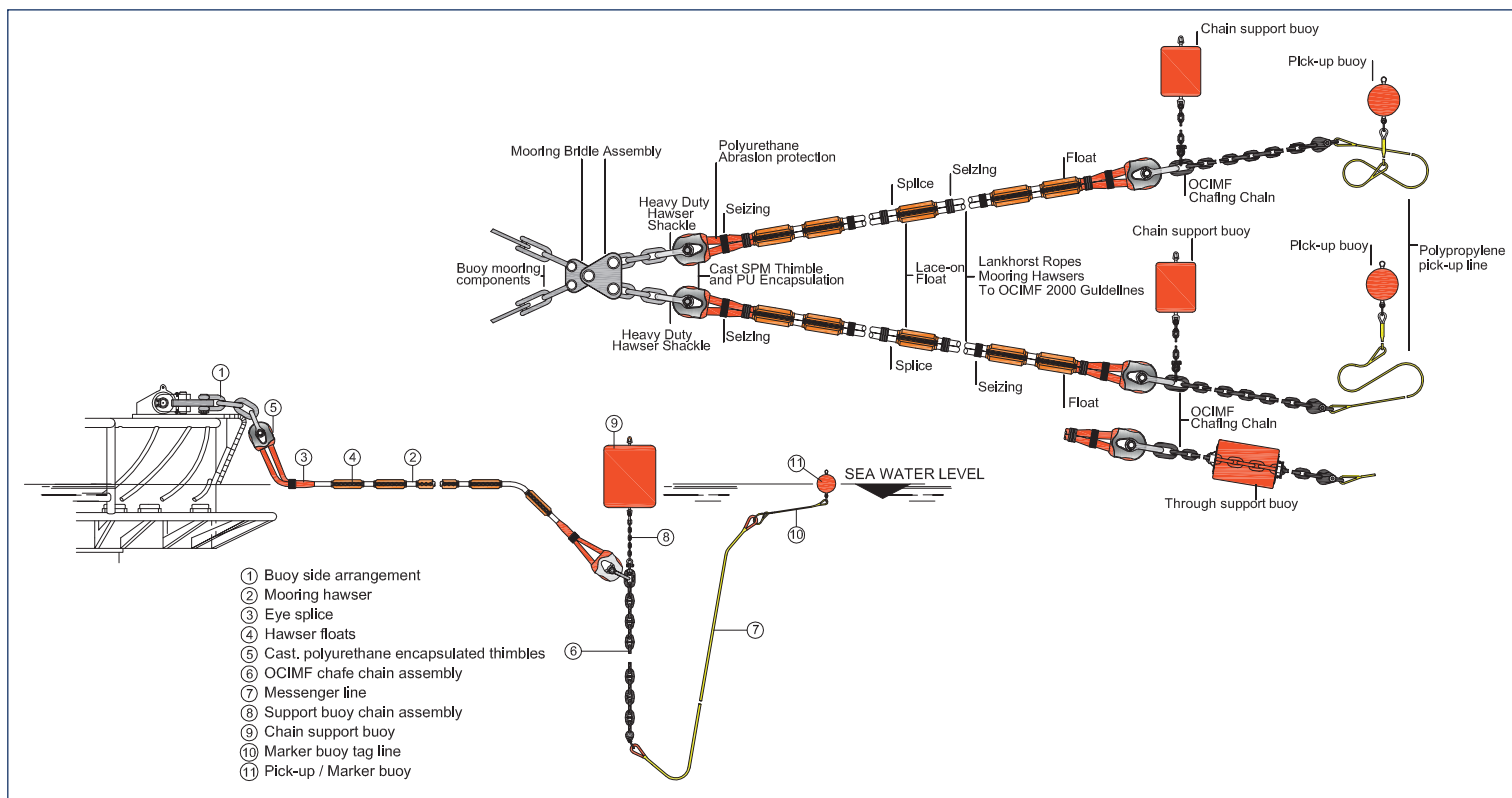 Chain support buoy
Pick-up buoy
Mooring Bridle Assembly
Polyurethane
Abrasion protection
Float
Seizing
Splice
OCIMF
Chafing Chain
Heavy Duty
Hawser
Shackle
Seizing
Chain support buoy
Pick-up buoy
Polypropylene
pick-up line
Buoy mooring
components
Cast SPM Thimble
and PU Encapsulation
Lace-on
Float
Lankhorst Ropes
Mooring Hawsers
To OCIMF 2000 Guidelines
Heavy Duty
Hawser Shackle
Seizing
Splice
Seizing
Float
OCIMF
Chafing Chain
Through support buoy
1
5
3
4
2
9
8
6
11
SEA WATER LEVEL
10
7
1 Buoy side arrangement
2 Mooring hawser
3 Eye splice
4 Hawser floats
5 Cast. polyurethane encapsulated thimbles
6 OCIMF chafe chain assembly
7 Messenger line
8 Support buoy chain assembly
9 Chain support buoy
10 Marker buoy tag line
11 Pick-up / Marker buoy